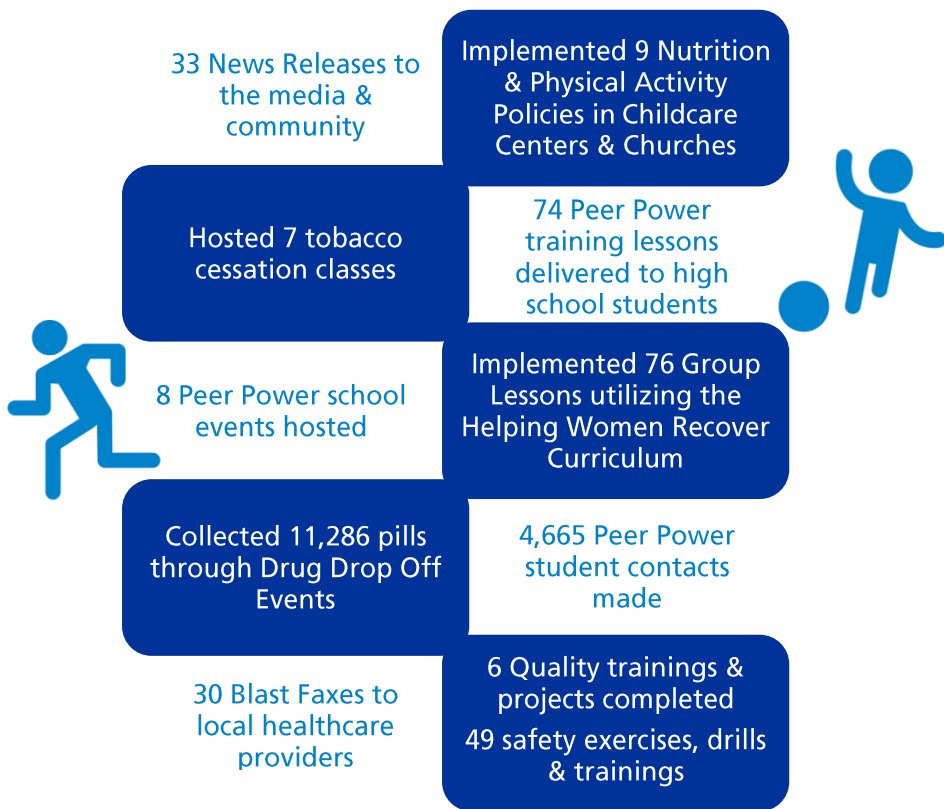 33 News Releases to
the media &
community
Implemented 9 Nutrition
& Physical Activity
Policies in Childcare
Centers & Churches
Hosted 7 tobacco
cessation classes
74 Peer Power
training lessons
delivered to high
school students
8 Peer Power school
events hosted
Implemented 76 Group
Lessons utilizing the
Helping Women Recover
Curriculum
Collected 11,286 pills
through Drug Drop Off
Events
4,665 Peer Power
student contacts
made
30 Blast Faxes to
local healthcare
providers
6 Quality trainings &
projects completed
49 safety exercises, drills
& trainings